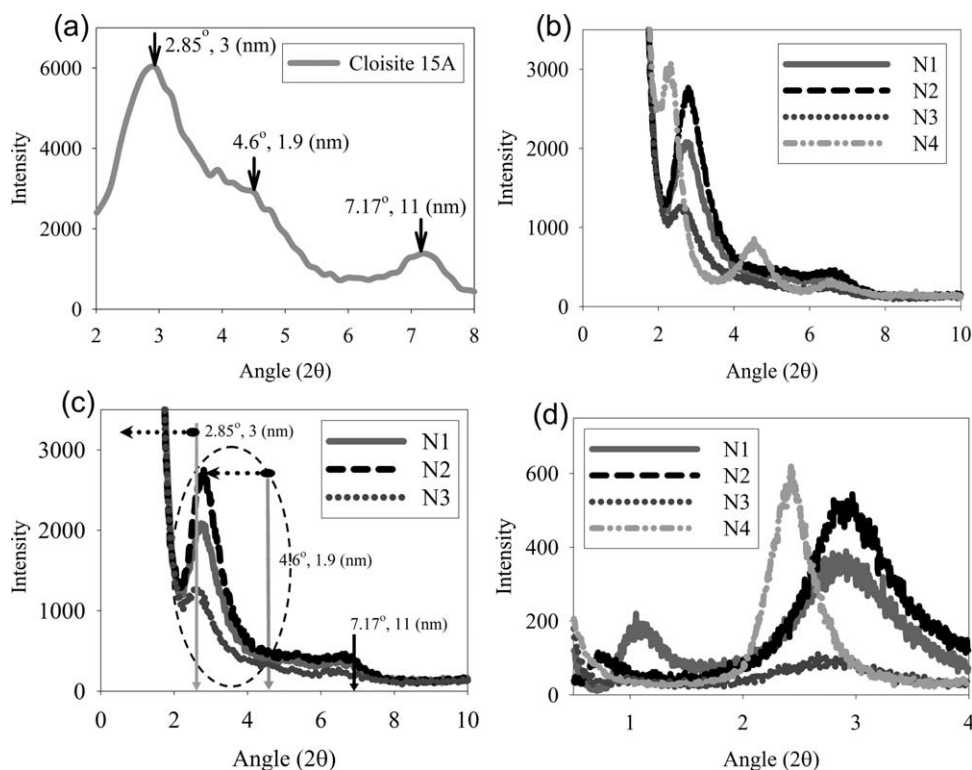 (a)
2.85°, 3 (nm)
Cloisite 15A
4.6°, 1.9 (nm)
7.17°, 11 (nm)
6000
4000
2000
0
Intensity
2 3 4 5 6 7 8
Angle (2θ)
(b)
N1
N2
N3
N4
3000
2000
1000
0
Intensity
0 2 4 6 8 10
Angle (2θ)
(c)
2.85°, 3 (nm)
N1
N2
N3
4.6°, 1.9 (nm)
7.17°, 11 (nm)
3000
2000
1000
0
Intensity
0 2 4 6 8 10
Angle (2θ)
(d)
N1
N2
N3
N4
600
400
200
0
Intensity
1 2 3 4
Angle (2θ)